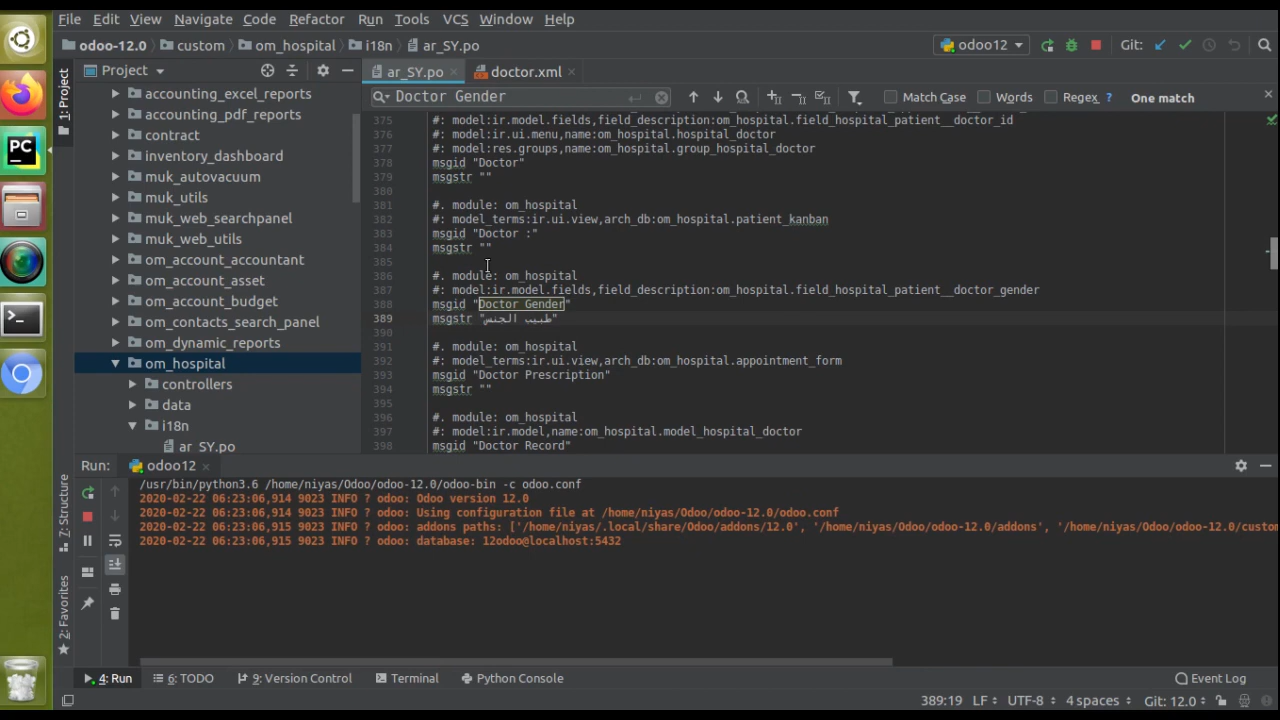 File Edit View Navigate Code Refactor Run Tools VCS Window Help
odoo-12.0 custom om_hospital i18n ar_SY.po odoo12 Git:
Project ar_SY.po doctor.xml
1: Project
Doctor Gender Match Case Words Regex ? One match
accounting_excel_reports
accounting_pdf_reports
contract
inventory_dashboard
muk_autovacuum
muk_utils
muk_web_searchpanel
muk_web_utils
om_account_accountant
om_account_asset
om_account_budget
om_contacts_search_panel
om_dynamic_reports
om_hospital
controllers
data
i18n
ar_SY.po
375 #: model:ir.model.fields,field_description:om_hospital.field_hospital_patient__doctor_id
376 #: model:ir.ui.menu,name:om_hospital.hospital_doctor
377 #: model:res.groups,name:om_hospital.group_hospital_doctor
378 msgid "Doctor"
379 msgstr ""
380
381 #. module: om_hospital
382 #: model_terms:ir.ui.view,arch_db:om_hospital.patient_kanban
383 msgid "Doctor :"
384 msgstr ""
385
386 #. module: om_hospital
387 #: model:ir.model.fields,field_description:om_hospital.field_hospital_patient__doctor_gender
388 msgid "Doctor Gender"
389 msgstr "طبيب الجنس"
390
391 #. module: om_hospital
392 #: model_terms:ir.ui.view,arch_db:om_hospital.appointment_form
393 msgid "Doctor Prescription"
394 msgstr ""
395
396 #. module: om_hospital
397 #: model:ir.model,name:om_hospital.model_hospital_doctor
398 msgid "Doctor Record"
Run: odoo12
/usr/bin/python3.6 /home/niyas/Odoo/odoo-12.0/odoo-bin -c odoo.conf
2020-02-22 06:23:06,914 9023 INFO ? odoo: Odoo version 12.0
2020-02-22 06:23:06,914 9023 INFO ? odoo: Using configuration file at /home/niyas/Odoo/odoo-12.0/odoo.conf
2020-02-22 06:23:06,915 9023 INFO ? odoo: addons paths: ['/home/niyas/.local/share/Odoo/addons/12.0', '/home/niyas/Odoo/odoo-12.0/addons', '/home/niyas/Odoo/odoo-12.0/custo
2020-02-22 06:23:06,915 9023 INFO ? odoo: database: 12odoo@localhost:5432
7: Structure
2: Favorites
4: Run 6: TODO 9: Version Control Terminal Python Console Event Log
389:19 LF UTF-8 4 spaces Git: 12.0
PC